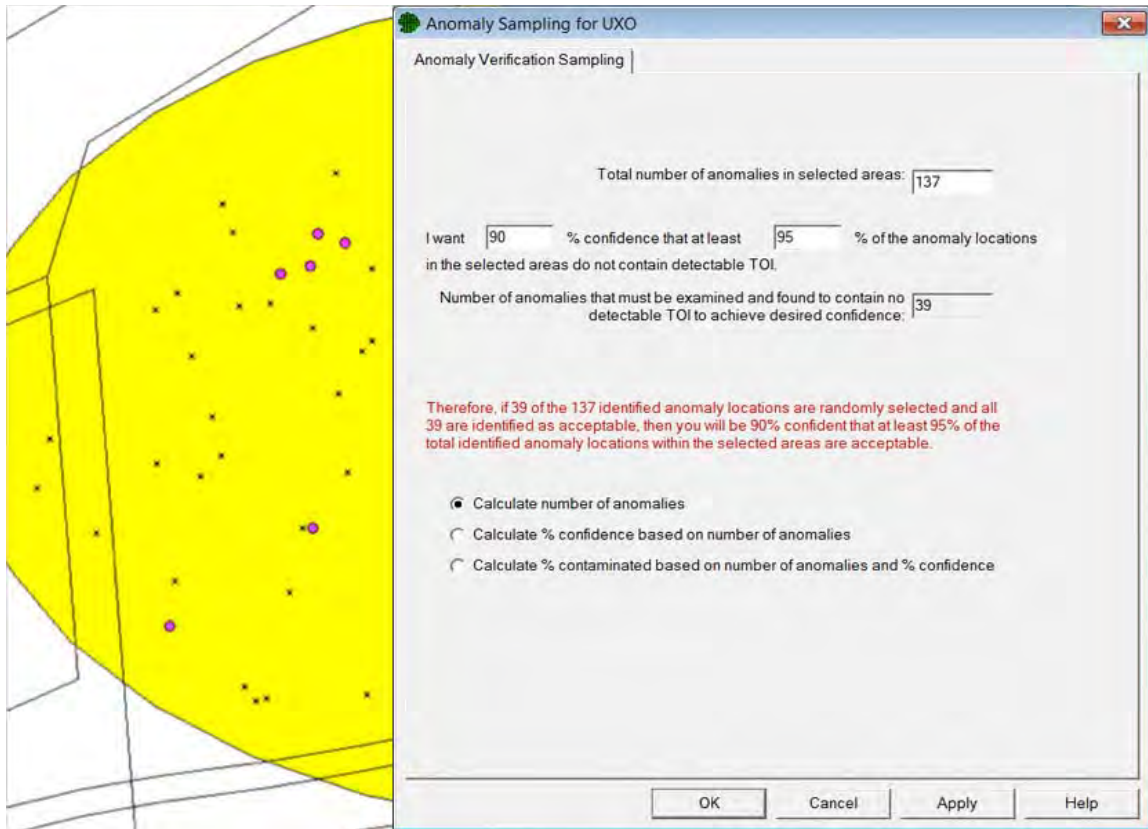 Anomaly Sampling for UXO
Anomaly Verification Sampling
Total number of anomalies in selected areas: 137
I want 90 % confidence that at least 95 % of the anomaly locations
in the selected areas do not contain detectable TOI.
Number of anomalies that must be examined and found to contain no
detectable TOI to achieve desired confidence: 39
Therefore, if 39 of the 137 identified anomaly locations are randomly selected and all
39 are identified as acceptable, then you will be 90% confident that at least 95% of the
total identified anomaly locations within the selected areas are acceptable.
Calculate number of anomalies
Calculate % confidence based on number of anomalies
Calculate % contaminated based on number of anomalies and % confidence
OK Cancel Apply Help